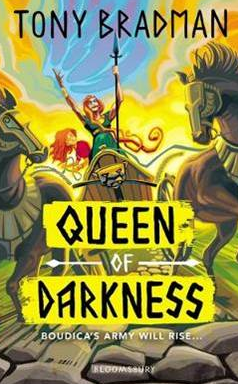 TONY BRADMAN
QUEEN
OF
DARKNESS
BOUDICA'S ARMY WILL RISE...
BLOOMSBURY